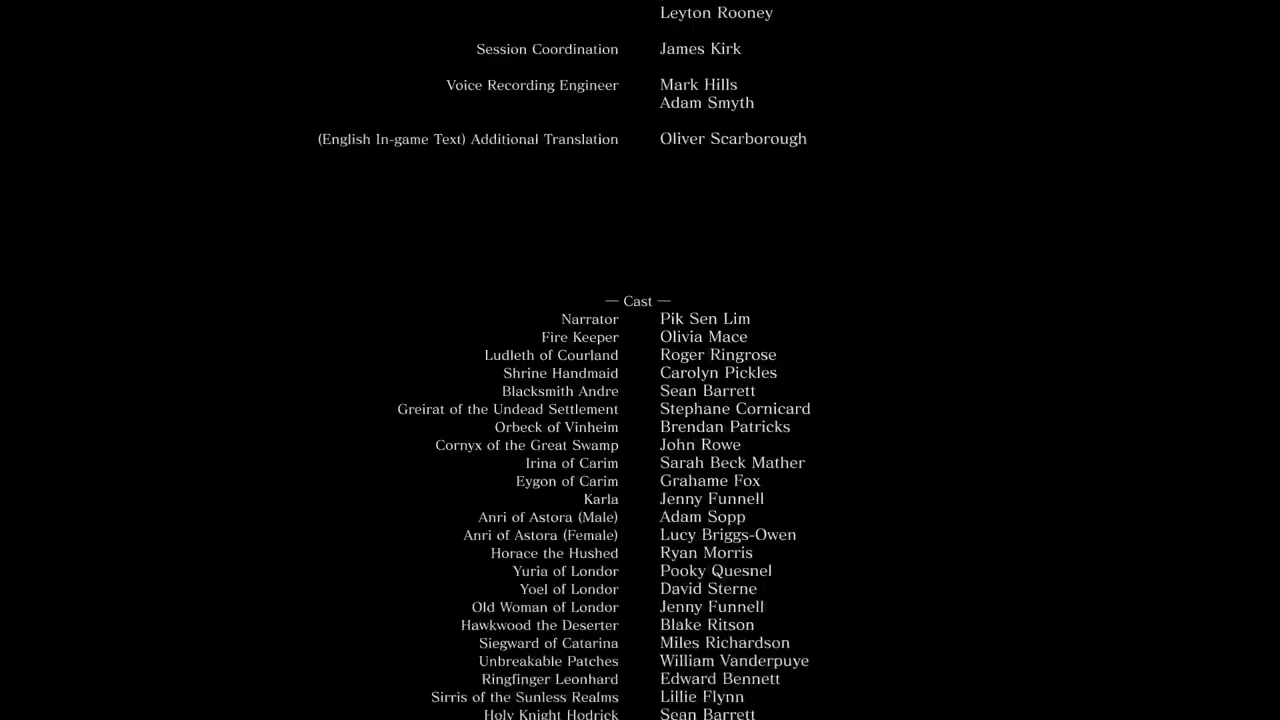 Leyton Rooney
Session Coordination James Kirk
Voice Recording Engineer Mark Hills
Adam Smyth
(English In-game Text) Additional Translation Oliver Scarborough
— Cast —
Narrator Pik Sen Lim
Fire Keeper Olivia Mace
Ludleth of Courland Roger Ringrose
Shrine Handmaid Carolyn Pickles
Blacksmith Andre Sean Barrett
Greirat of the Undead Settlement Stephane Cornicard
Orbeck of Vinheim Brendan Patricks
Cornyx of the Great Swamp John Rowe
Irina of Carim Sarah Beck Mather
Eygon of Carim Grahame Fox
Karla Jenny Funnell
Anri of Astora (Male) Adam Sopp
Anri of Astora (Female) Lucy Briggs-Owen
Horace the Hushed Ryan Morris
Yuria of Londor Pooky Quesnel
Yoel of Londor David Sterne
Old Woman of Londor Jenny Funnell
Hawkwood the Deserter Blake Ritson
Siegward of Catarina Miles Richardson
Unbreakable Patches William Vanderpuye
Ringfinger Leonhard Edward Bennett
Sirris of the Sunless Realms Lillie Flynn
Holy Knight Hodrick Sean Barrett